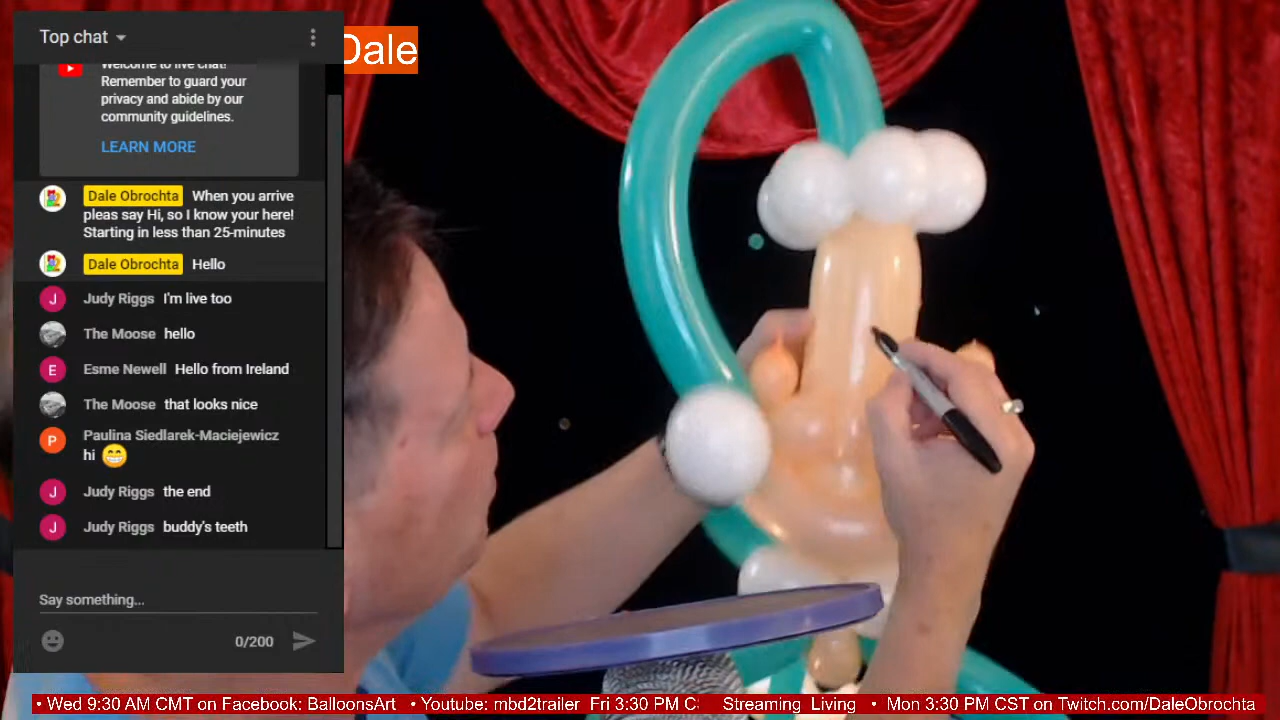 Top chat
Dale
Welcome to live chat!
Remember to guard your
privacy and abide by our
community guidelines.
LEARN MORE
Dale Obrochta When you arrive
pleas say Hi, so I know your here!
Starting in less than 25-minutes
Dale Obrochta Hello
J Judy Riggs I'm live too
The Moose hello
E Esme Newell Hello from Ireland
The Moose that looks nice
P Paulina Siedlarek-Maciejewicz
hi 😁
J Judy Riggs the end
J Judy Riggs buddy's teeth
Say something...
0/200
• Wed 9:30 AM CMT on Facebook: BalloonsArt • Youtube: mbd2trailer Fri 3:30 PM Streaming Living • Mon 3:30 PM CST on Twitch.com/DaleObrochta